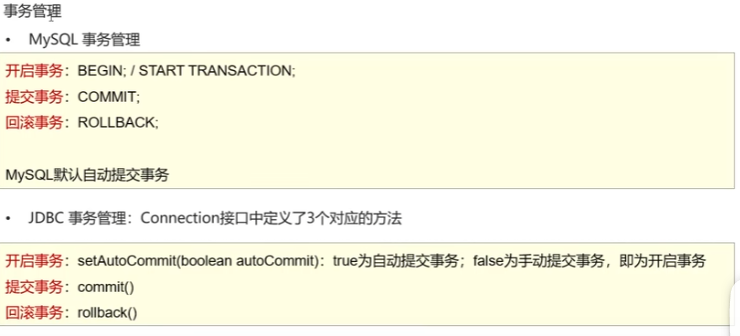 事务管理
• MySQL 事务管理
开启事务：BEGIN; / START TRANSACTION;
提交事务：COMMIT;
回滚事务：ROLLBACK;
MySQL默认自动提交事务
• JDBC 事务管理：Connection接口中定义了3个对应的方法
开启事务：setAutoCommit(boolean autoCommit)：true为自动提交事务；false为手动提交事务，即为开启事务
提交事务：commit()
回滚事务：rollback()